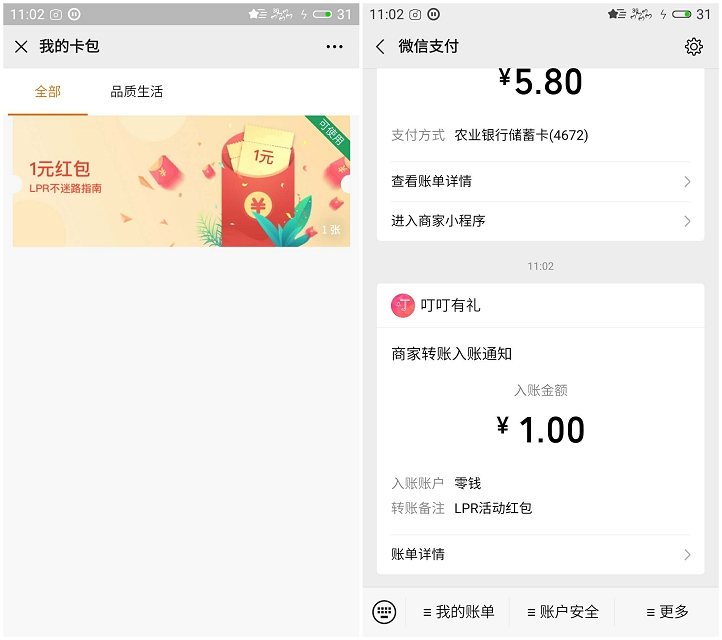 11:02
31
我的卡包
全部
品质生活
可使用
1元
1元红包
LPR不迷路指南
¥
1 张
11:02
31
微信支付
¥5.80
支付方式 农业银行储蓄卡(4672)
查看账单详情
进入商家小程序
11:02
叮叮有礼
商家转账入账通知
入账金额
¥ 1.00
入账账户 零钱
转账备注 LPR活动红包
账单详情
我的账单
账户安全
更多